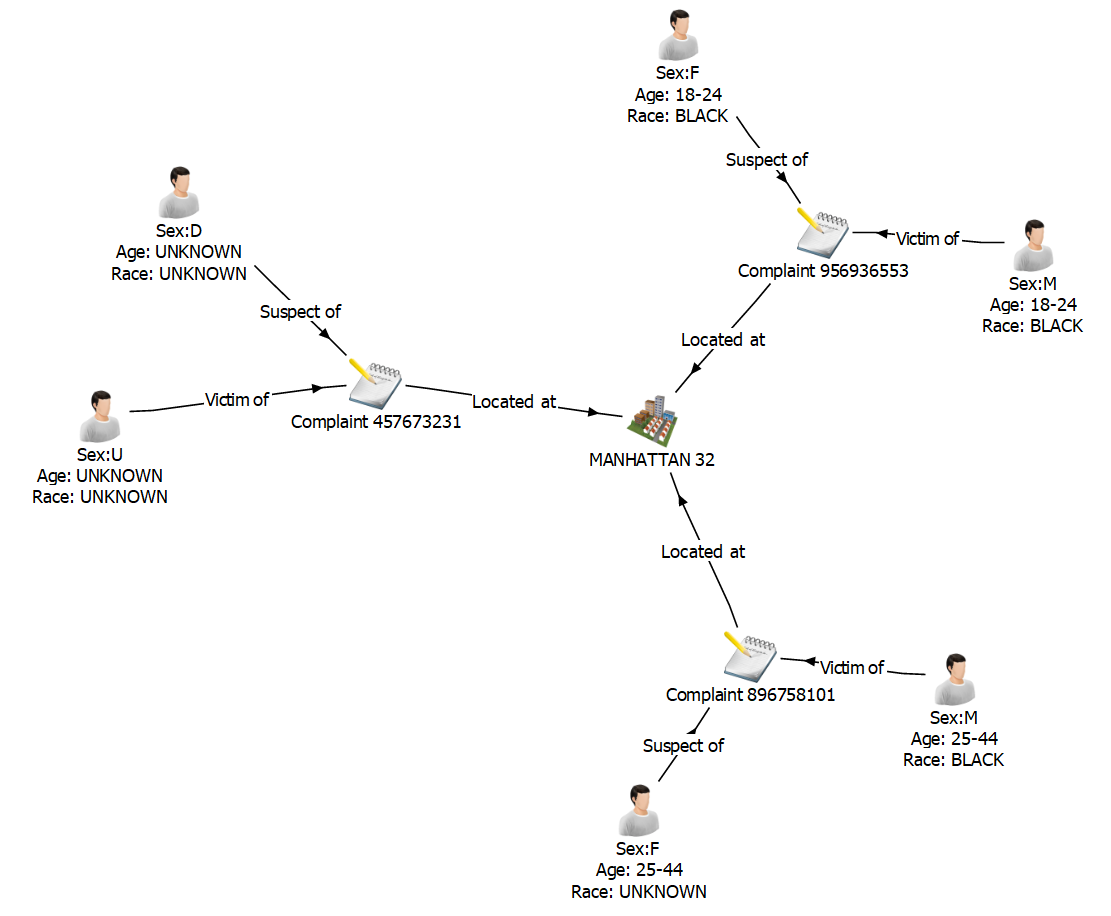 Sex:F
Age: 18-24
Race: BLACK
Suspect of
Sex:D
Age: UNKNOWN
Race: UNKNOWN
Victim of
Complaint 956936553
Sex:M
Age: 18-24
Race: BLACK
Suspect of
Located at
Victim of
Located at
Complaint 457673231
Sex:U
Age: UNKNOWN
Race: UNKNOWN
MANHATTAN 32
Located at
Victim of
Complaint 896758101
Sex:M
Age: 25-44
Race: BLACK
Suspect of
Sex:F
Age: 25-44
Race: UNKNOWN